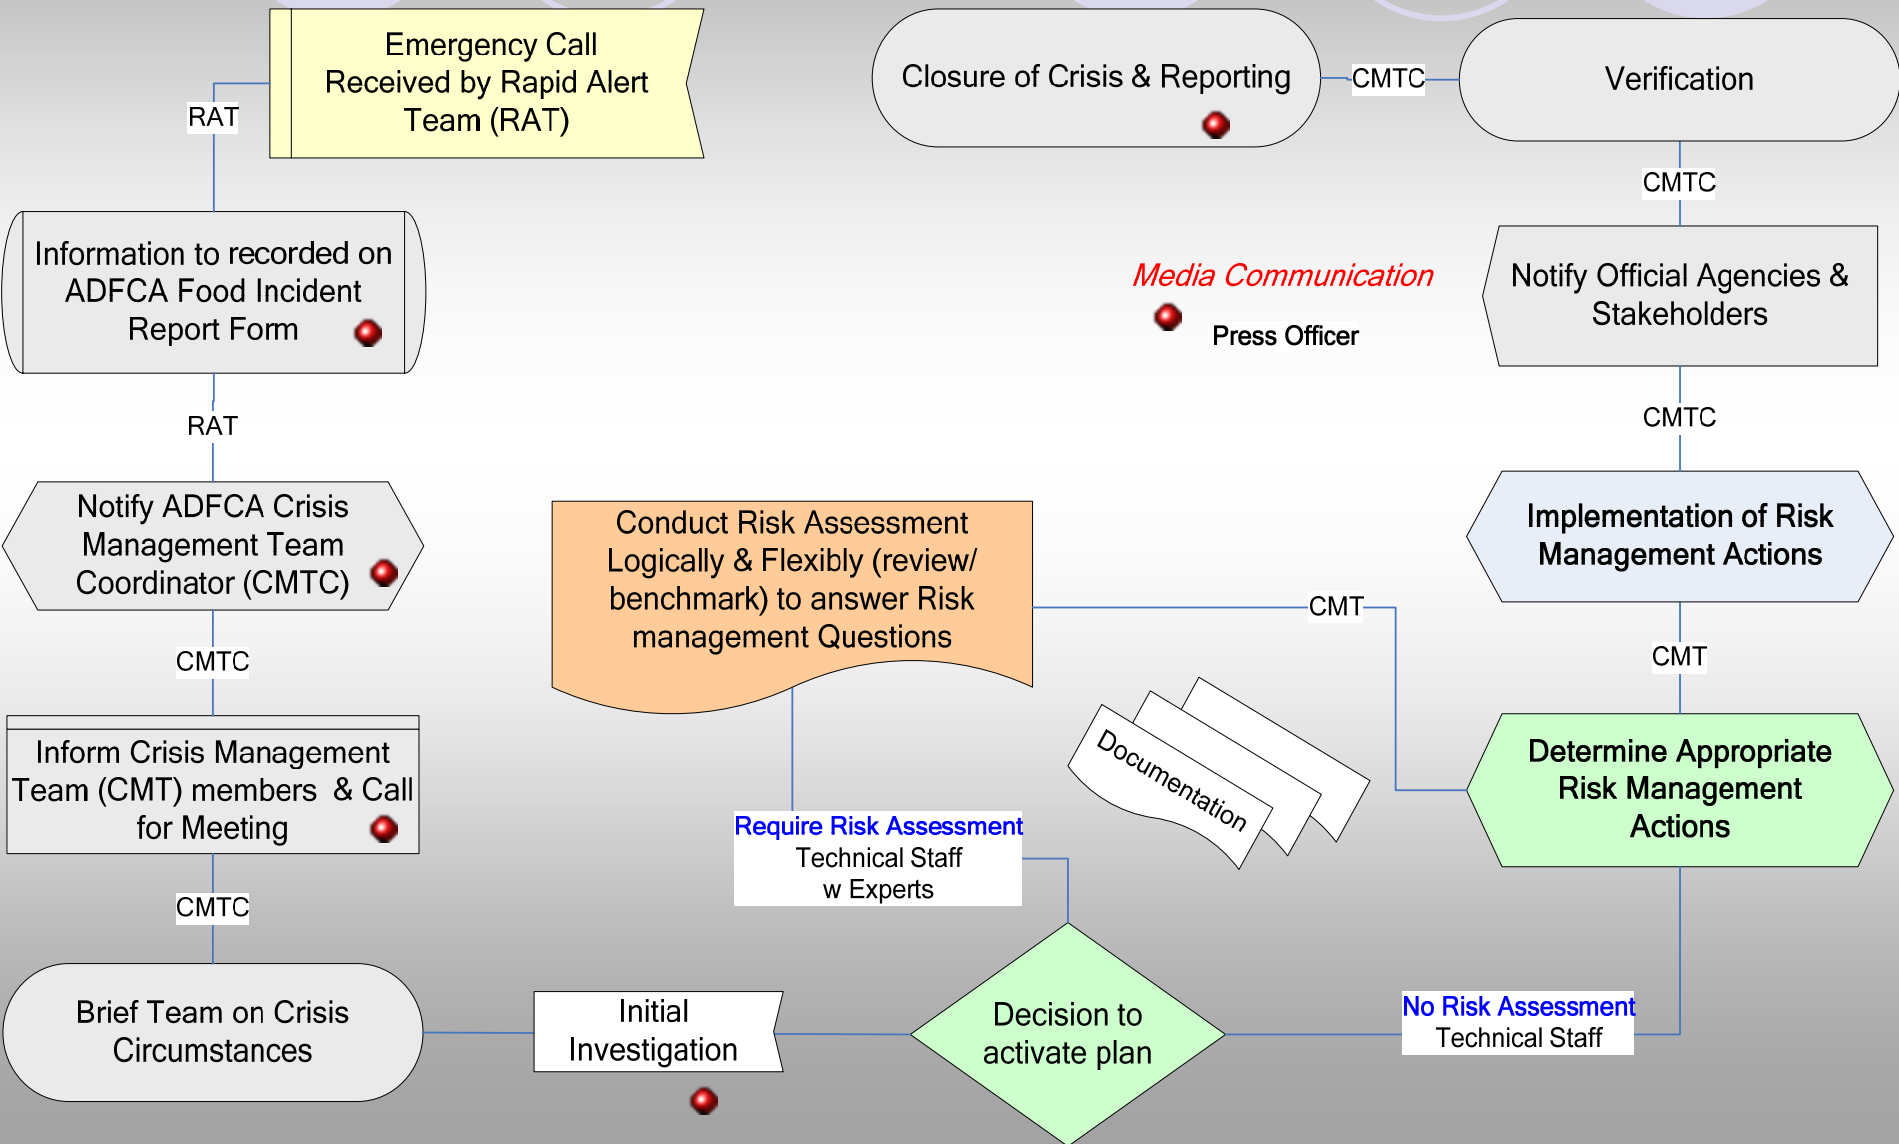 Emergency Call
Received by Rapid Alert
Team (RAT)
RAT
Information to recorded on
ADFCA Food Incident
Report Form
RAT
Notify ADFCA Crisis
Management Team
Coordinator (CMTC)
CMTC
Inform Crisis Management
Team (CMT) members & Call
for Meeting
CMTC
Brief Team on Crisis
Circumstances
Initial
Investigation
Decision to
activate plan
Require Risk Assessment
Technical Staff
w Experts
Conduct Risk Assessment
Logically & Flexibly (review/
benchmark) to answer Risk
management Questions
CMT
Documentation
No Risk Assessment
Technical Staff
Determine Appropriate
Risk Management
Actions
CMT
Implementation of Risk
Management Actions
CMTC
Notify Official Agencies &
Stakeholders
Media Communication
Press Officer
CMTC
Verification
CMTC
Closure of Crisis & Reporting